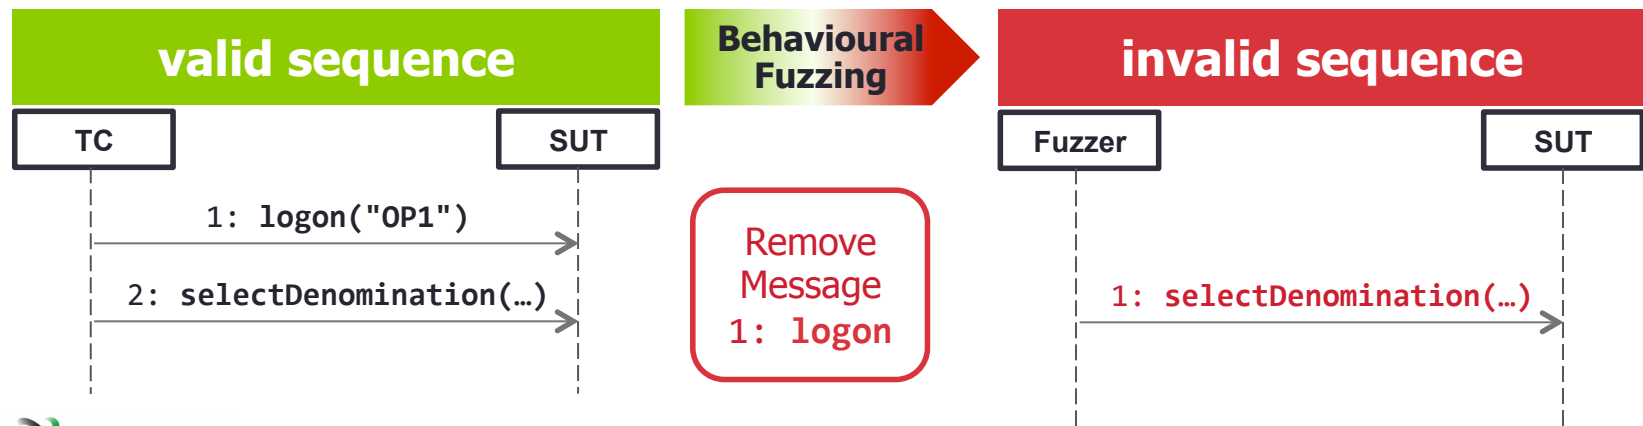 valid sequence
Behavioural
Fuzzing
invalid sequence
TC
SUT
Fuzzer
SUT
1: logon("OP1")
2: selectDenomination(…)
Remove
Message
1: logon
1: selectDenomination(…)